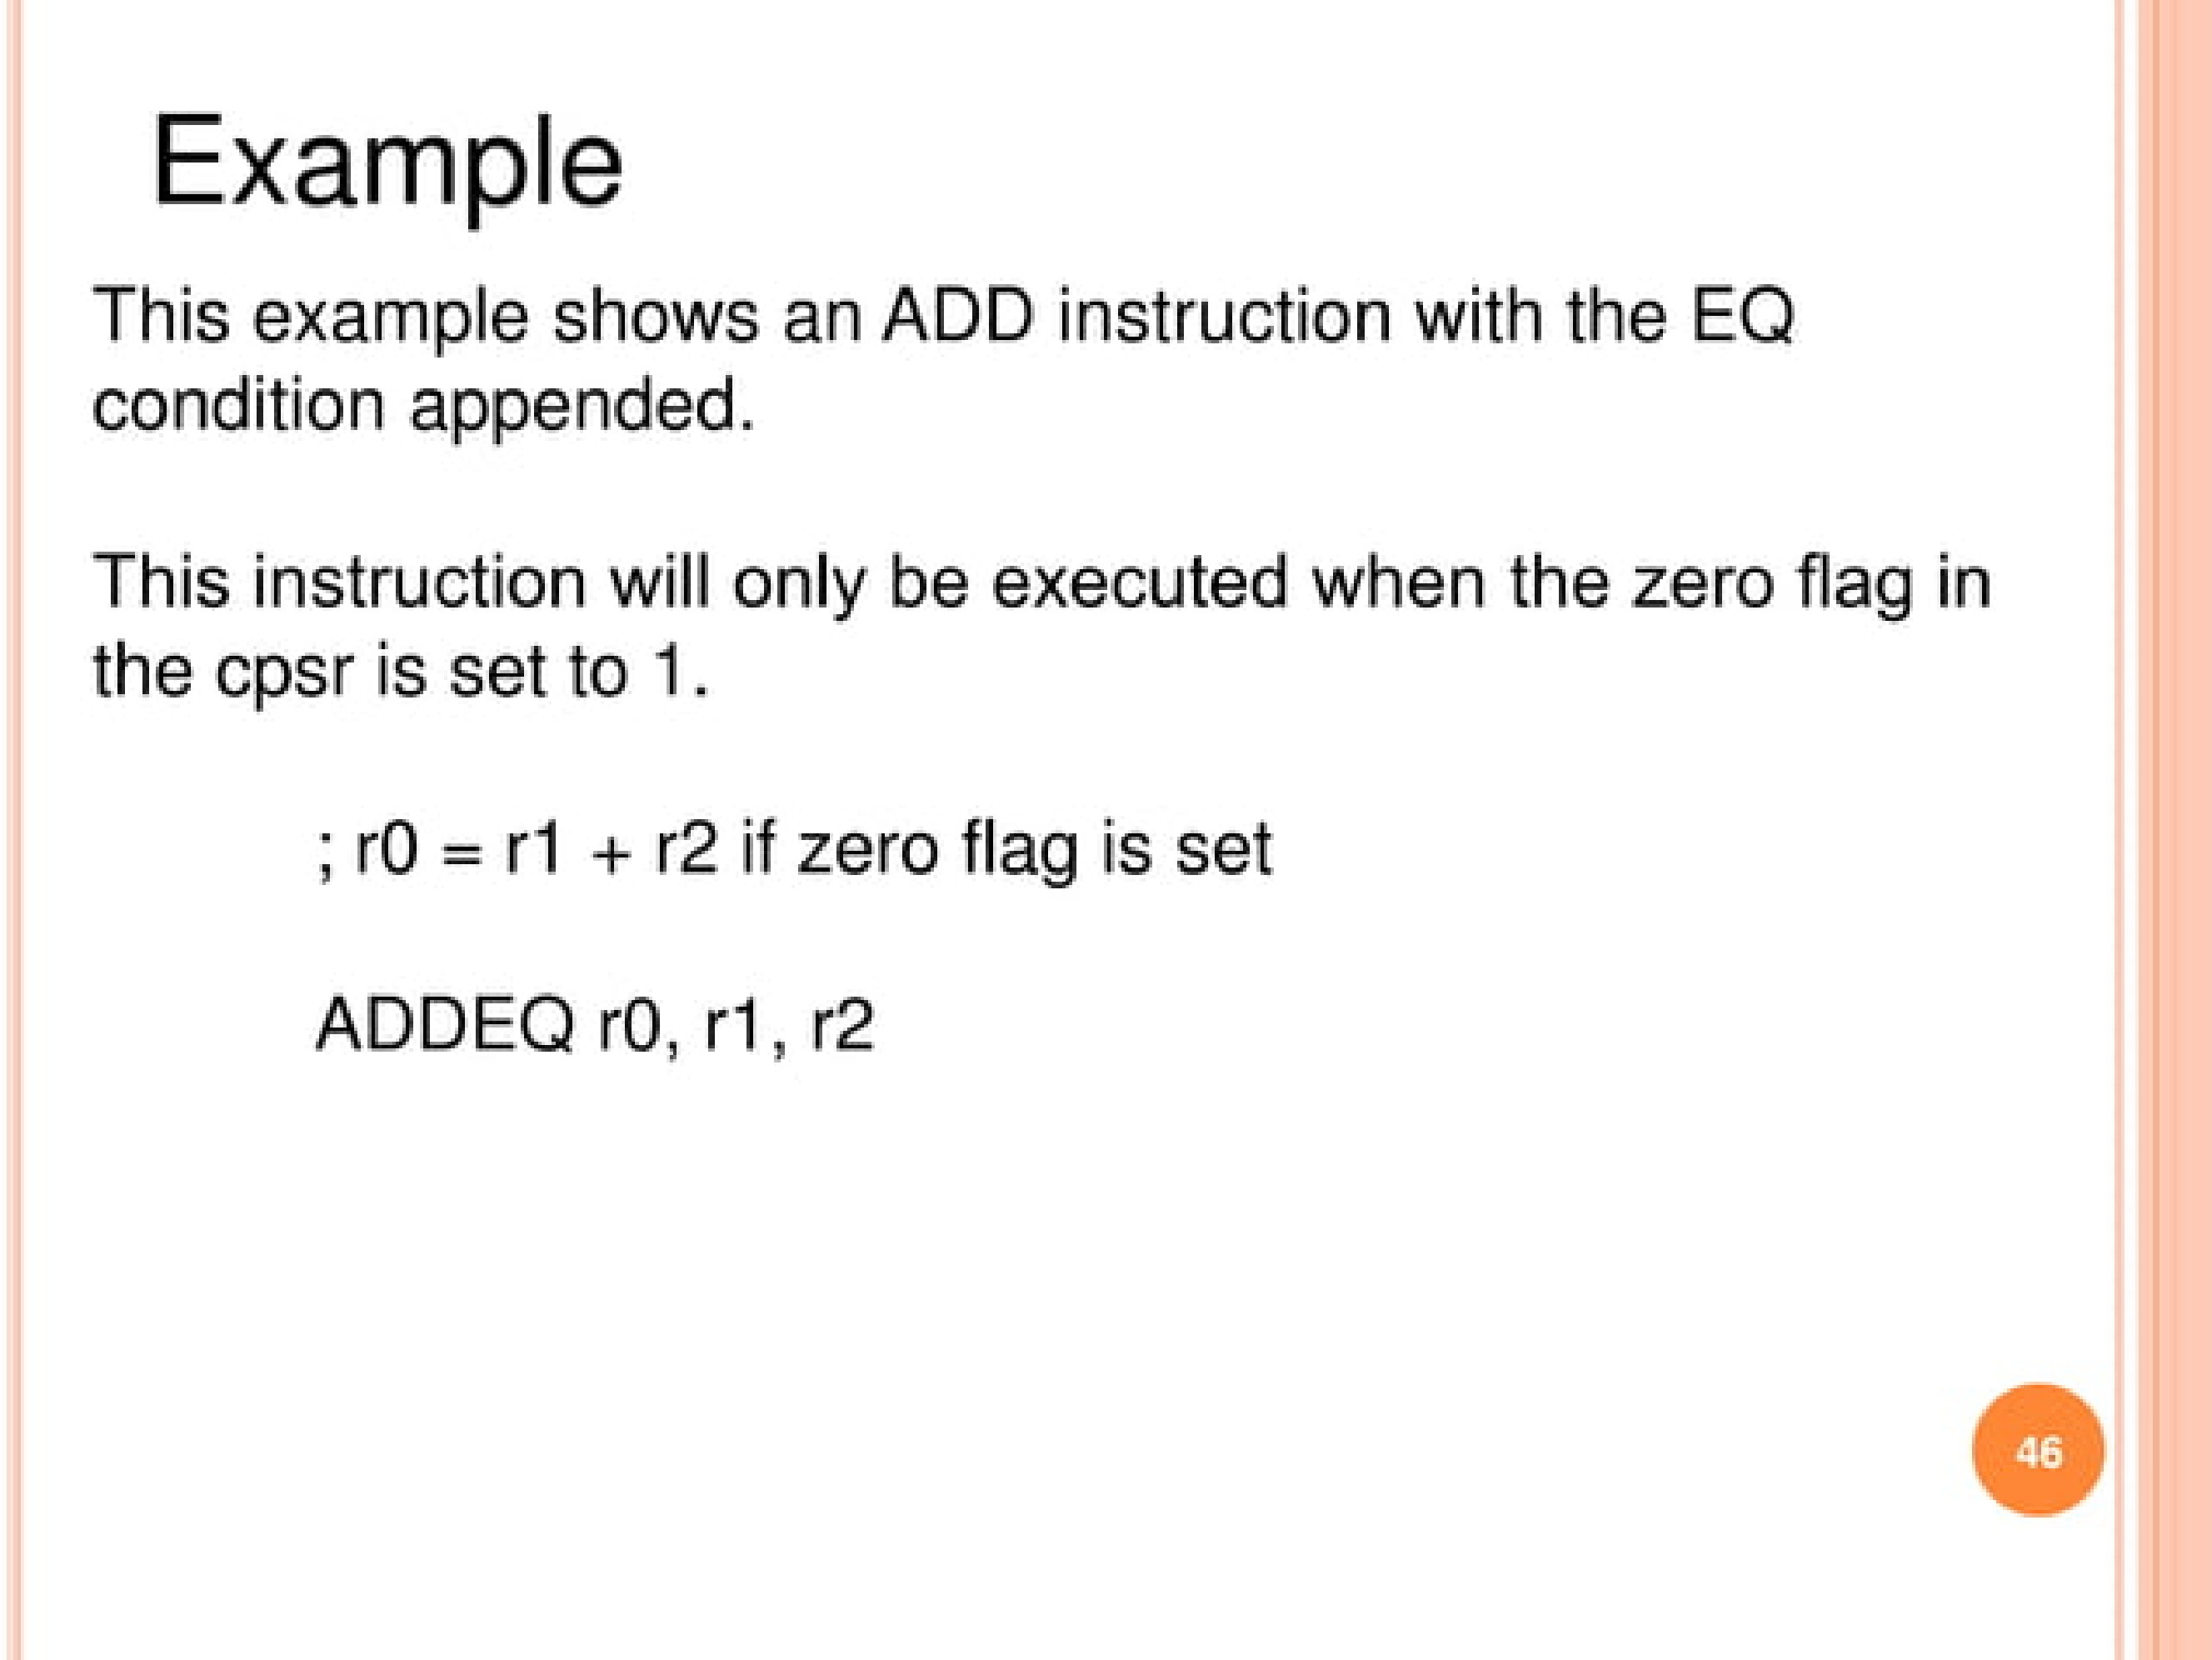 Example
This example shows an ADD instruction with the EQ
condition appended.
This instruction will only be executed when the zero flag in
the cpsr is set to 1.
; r0 = r1 + r2 if zero flag is set
ADDEQ r0, r1, r2
46